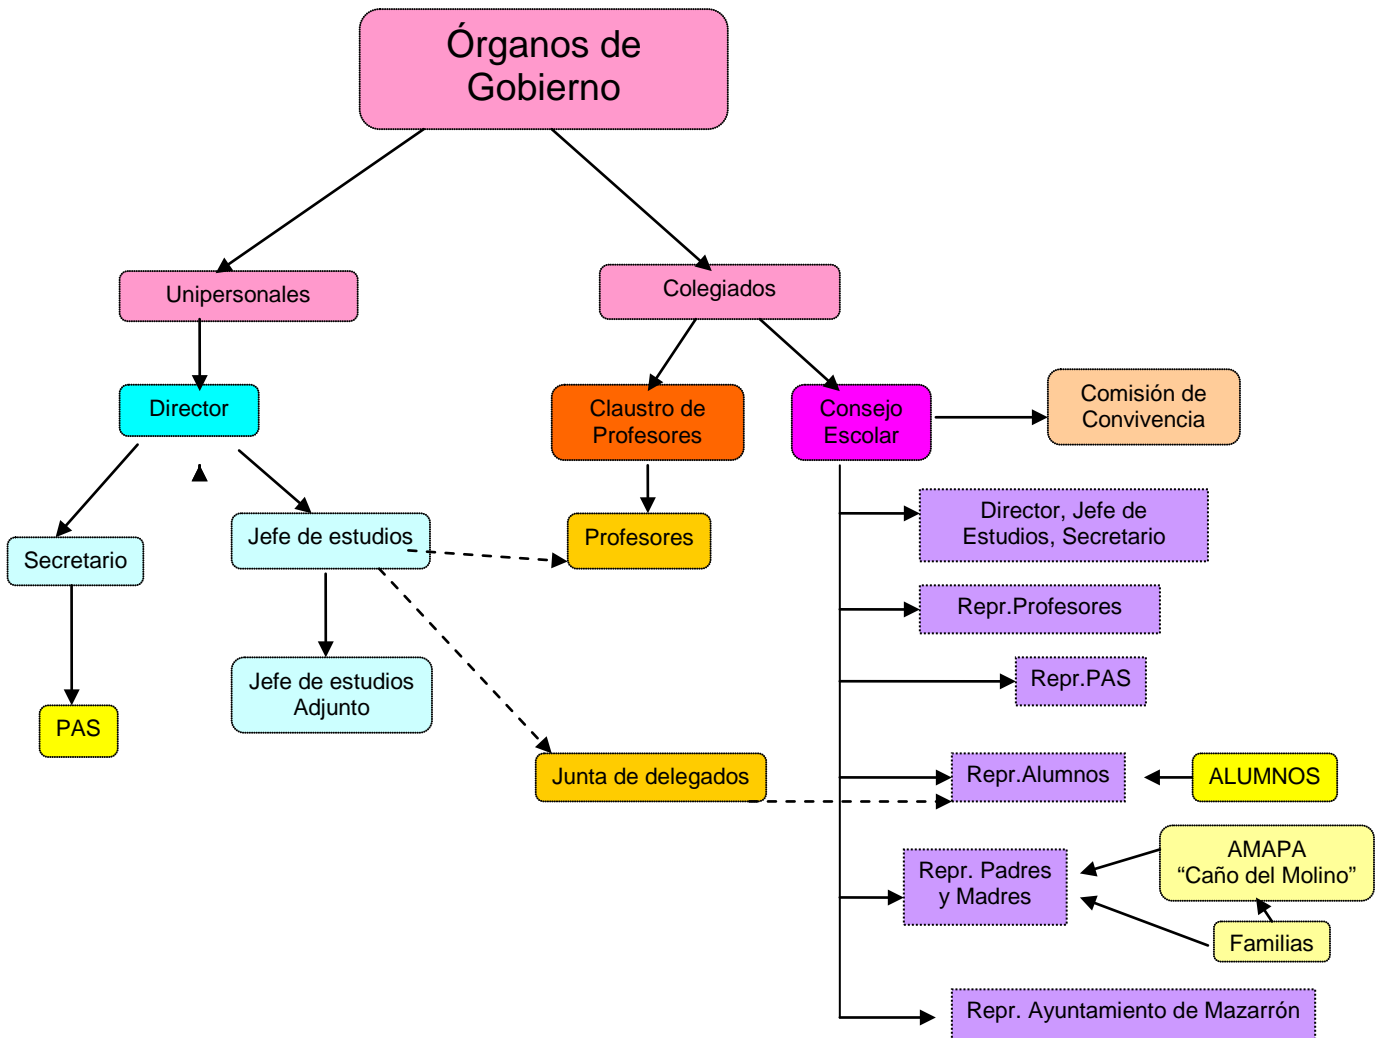 Órganos de
Gobierno
Unipersonales
Colegiados
Director
Claustro de
Profesores
Consejo
Escolar
Comisión de
Convivencia
Secretario
Jefe de estudios
Profesores
Director, Jefe de
Estudios, Secretario
Repr.Profesores
Jefe de estudios
Adjunto
Repr.PAS
PAS
Junta de delegados
Repr.Alumnos
ALUMNOS
Repr. Padres
y Madres
AMAPA
“Caño del Molino”
Familias
Repr. Ayuntamiento de Mazarrón